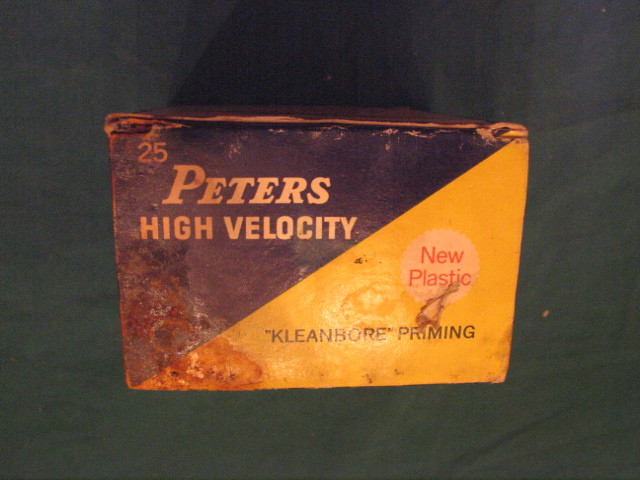 25
PETERS
HIGH VELOCITY
New
Plastic
"KLEANBORE" PRIMING